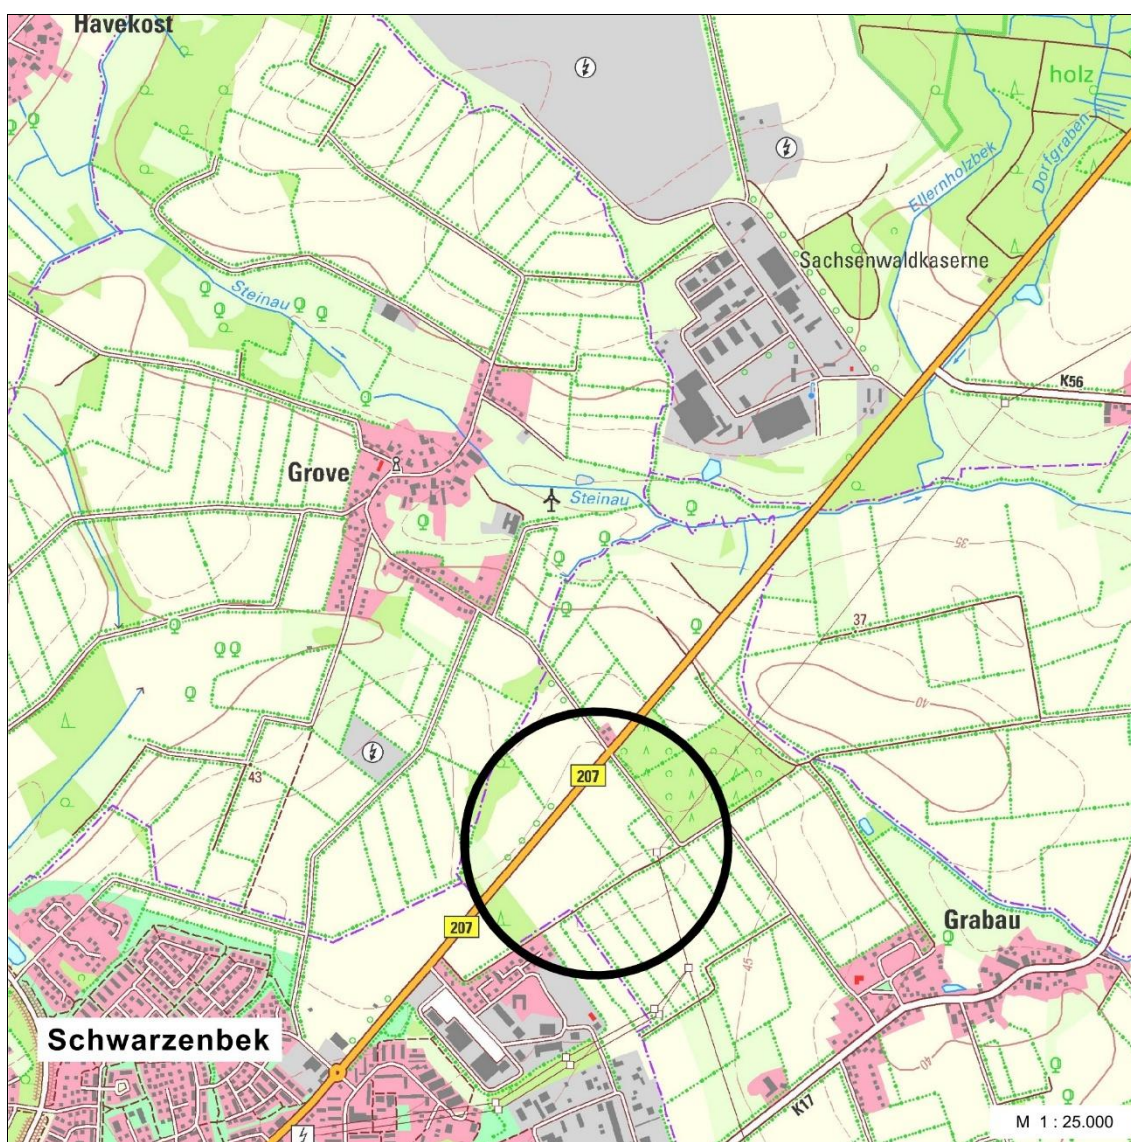 Havekost
holz
Ellernholzbek
Dorfgraben
Sachsenwaldkaserne
Steinau
K56
Grove
Steinau
35
37
40
43
207
207
45
Grabau
Schwarzenbek
40
K17
M 1 : 25.000